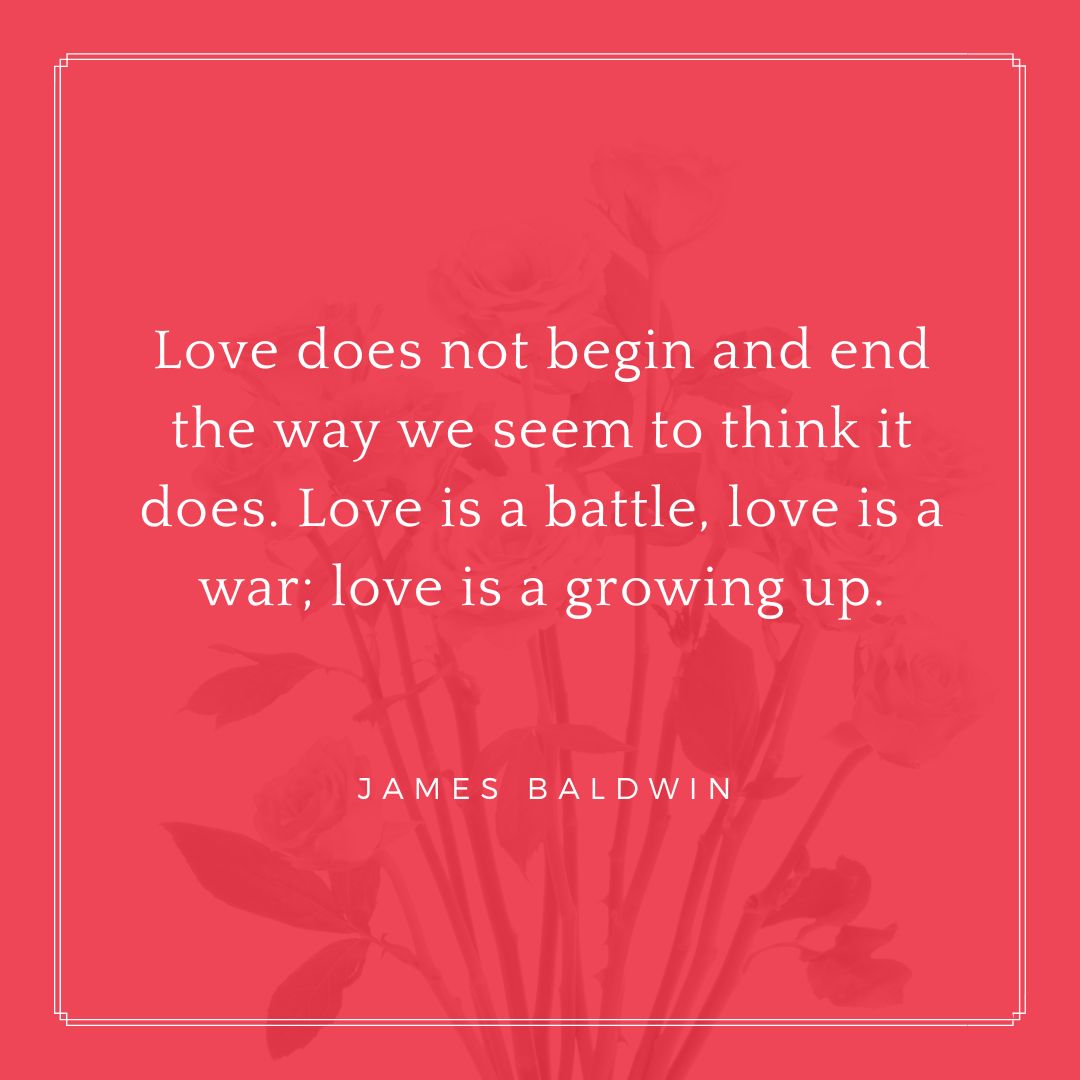 Love does not begin and end
the way we seem to think it
does. Love is a battle, love is a
war; love is a growing up.
JAMES BALDWIN